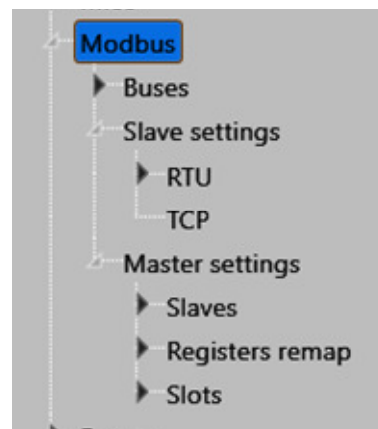 Modbus
Buses
Slave settings
RTU
TCP
Master settings
Slaves
Registers remap
Slots